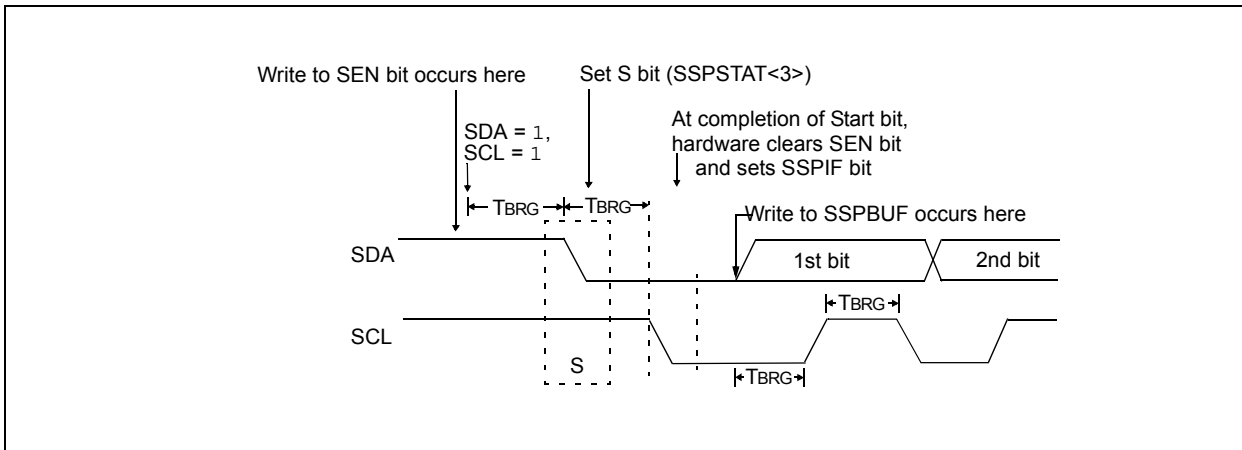 Write to SEN bit occurs here
Set S bit (SSPSTAT<3>)
SDA = 1,
SCL = 1
At completion of Start bit,
hardware clears SEN bit
and sets SSPIF bit
TBRG
TBRG
Write to SSPBUF occurs here
SDA
1st bit
2nd bit
TBRG
SCL
S
TBRG